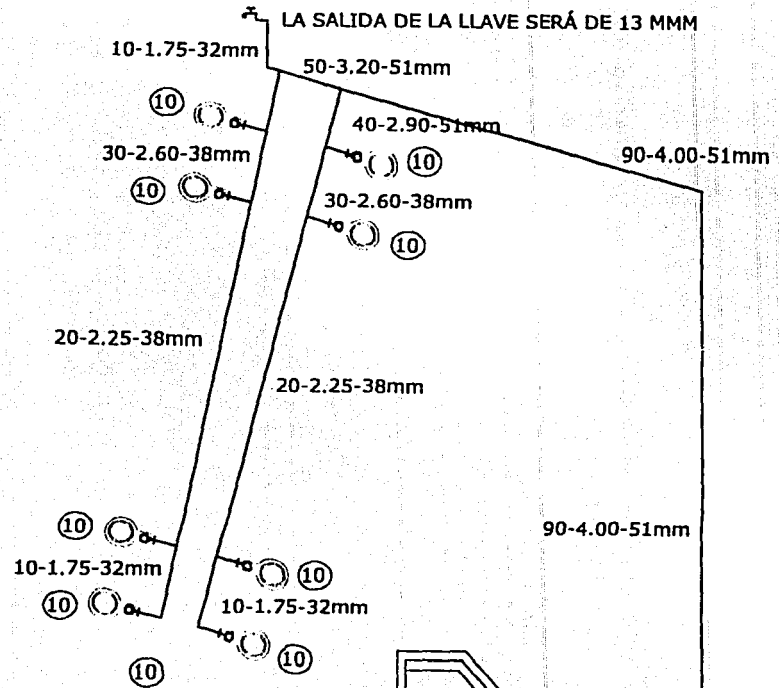 LA SALIDA DE LA LLAVE SERÁ DE 13 MMM
10-1.75-32mm
50-3.20-51mm
10
40-2.90-51mm
10
30-2.60-38mm
90-4.00-51mm
10
30-2.60-38mm
10
20-2.25-38mm
20-2.25-38mm
10
90-4.00-51mm
10-1.75-32mm
10
10
10-1.75-32mm
10
10